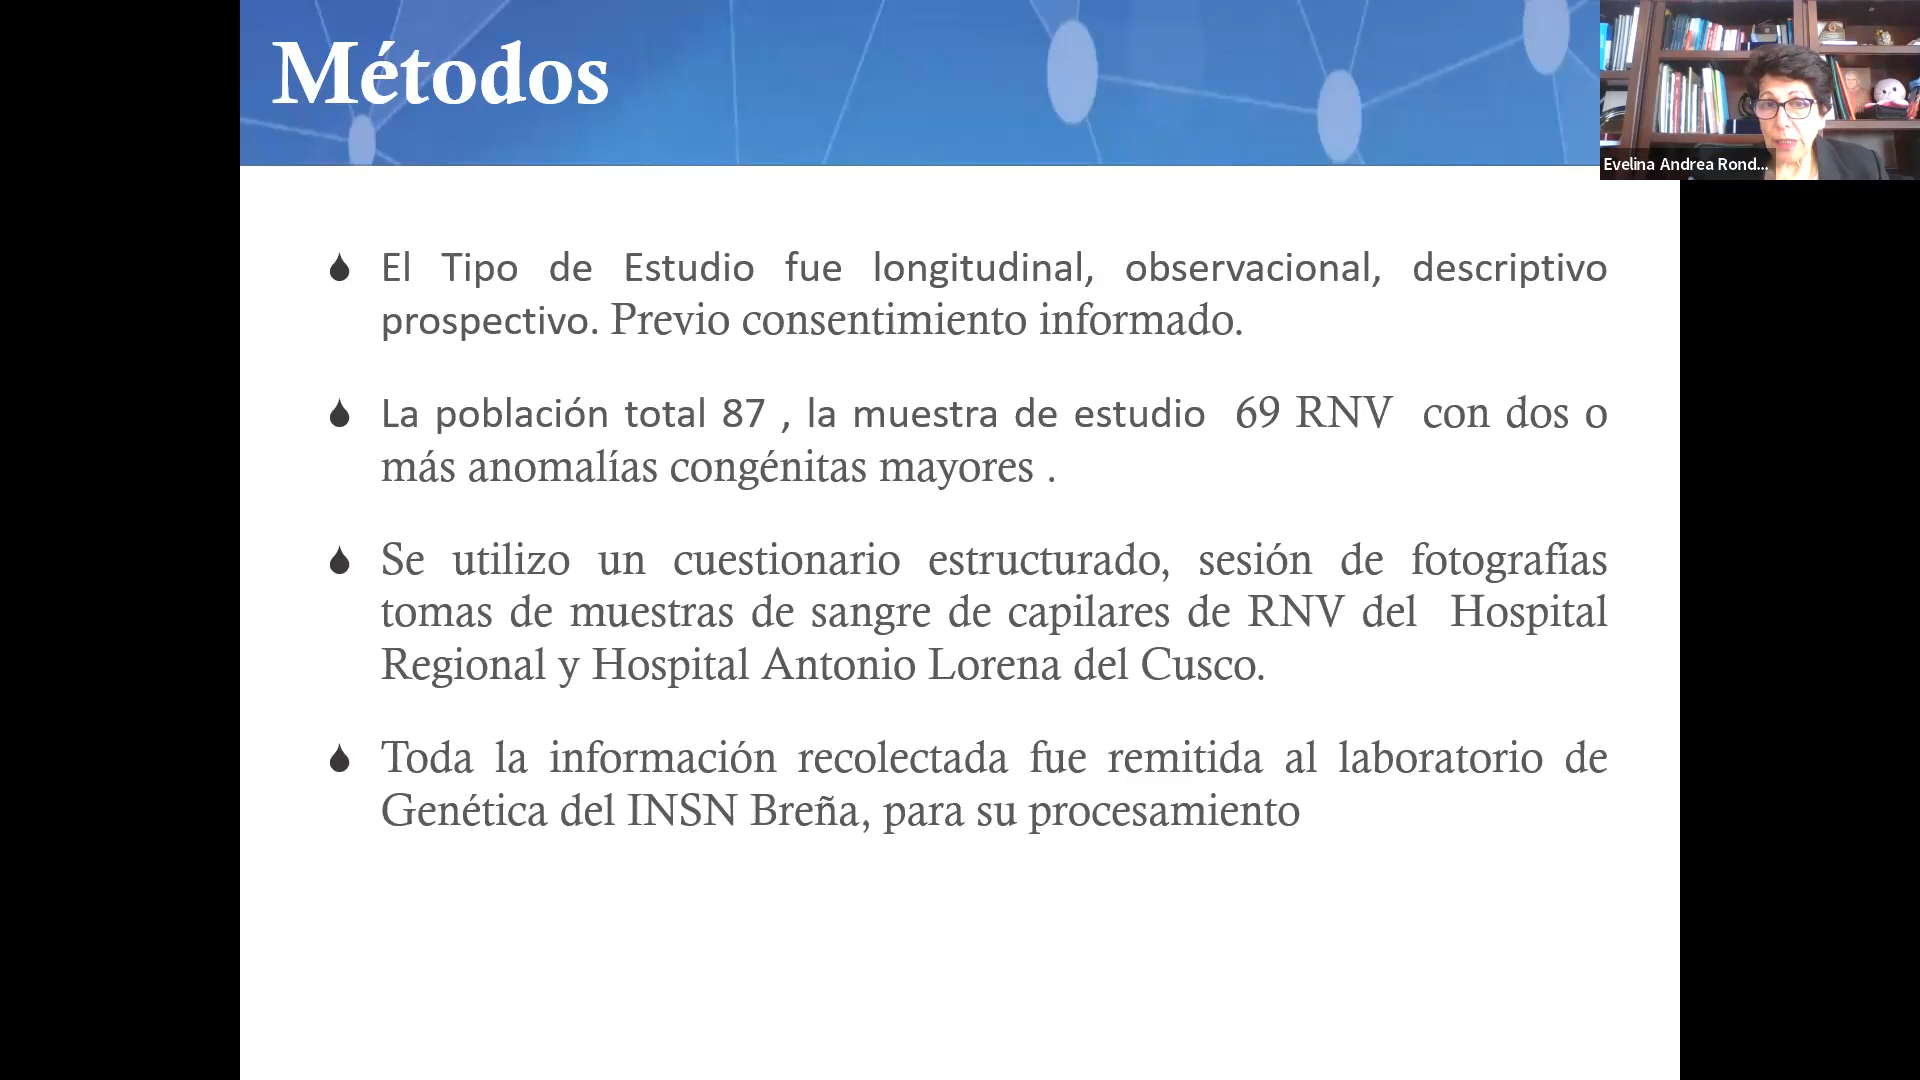 Métodos
Evelina Andrea Rond...
El Tipo de Estudio fue longitudinal, observacional, descriptivo
prospectivo. Previo consentimiento informado.
La población total 87 , la muestra de estudio 69 RNV con dos o
más anomalías congénitas mayores .
Se utilizo un cuestionario estructurado, sesión de fotografías
tomas de muestras de sangre de capilares de RNV del Hospital
Regional y Hospital Antonio Lorena del Cusco.
Toda la información recolectada fue remitida al laboratorio de
Genética del INSN Breña, para su procesamiento